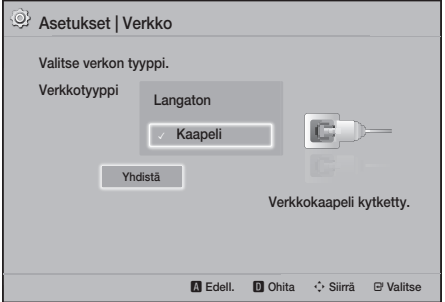 Asetukset | Verkko
Valitse verkon tyyppi.
Verkkotyyppi
Langaton
✓ Kaapeli
Yhdistä
Verkkokaapeli kytketty.
A Edell. D Ohita Siirrä Valitse